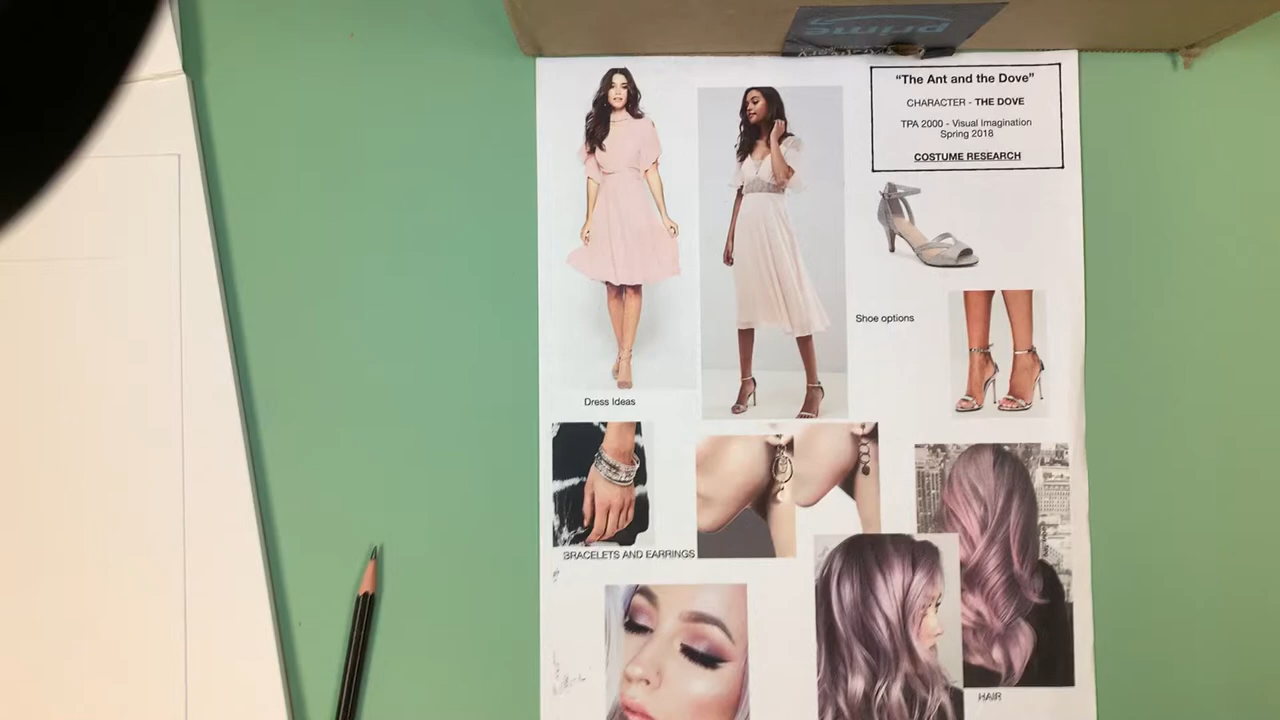 prime
“The Ant and the Dove”
CHARACTER - THE DOVE
TPA 2000 - Visual Imagination
Spring 2018
COSTUME RESEARCH
Shoe options
Dress Ideas
BRACELETS AND EARRINGS
HAIR